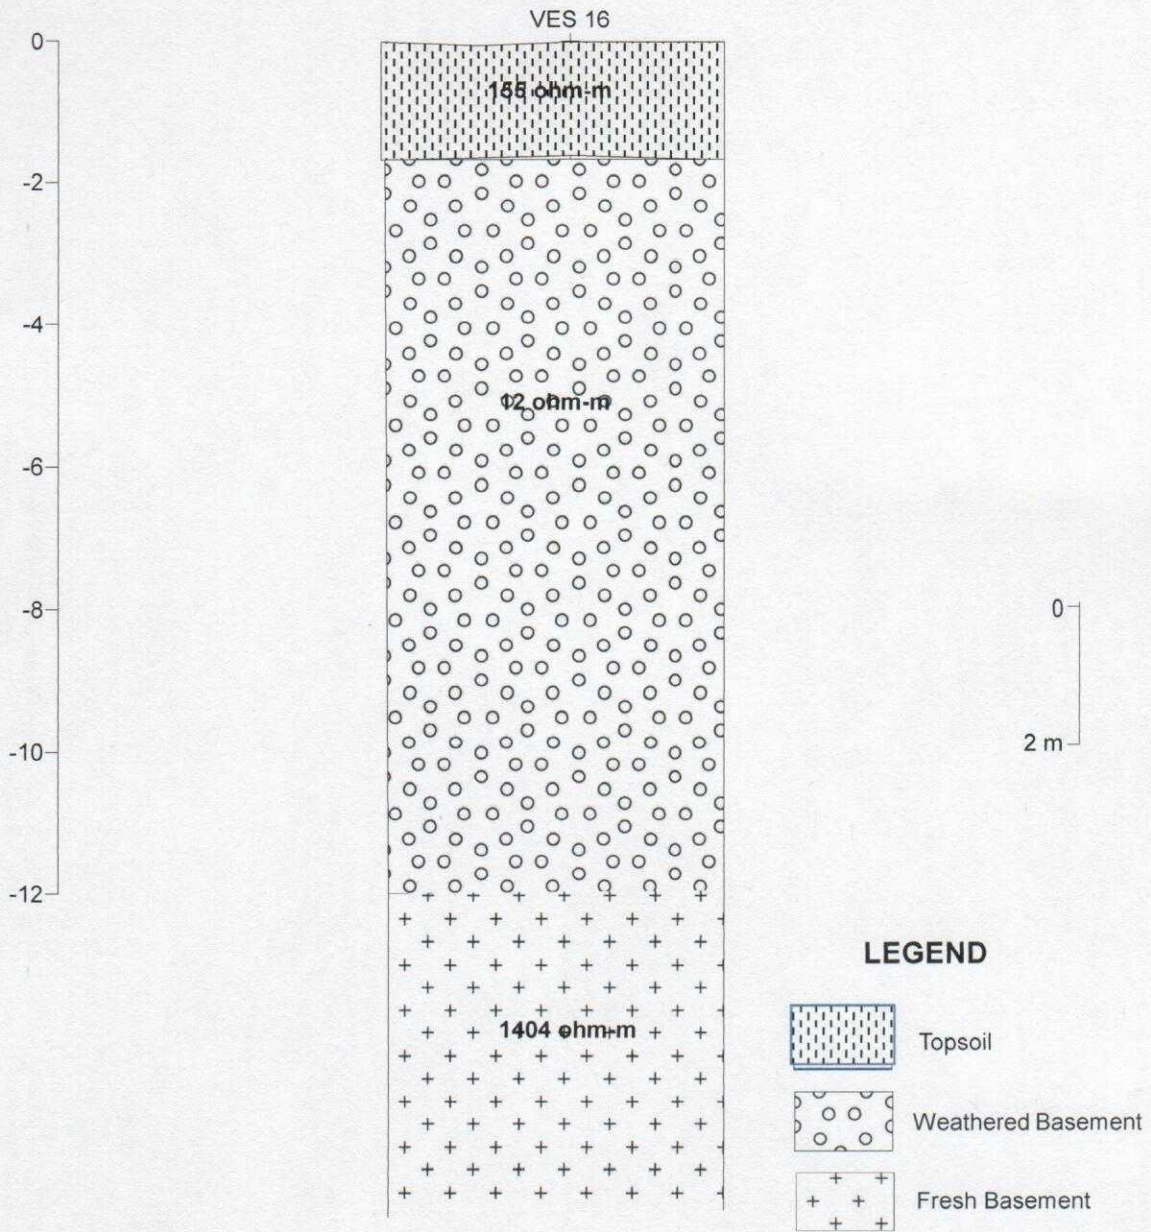 VES 16
0
-2
-4
-6
-8
-10
-12
155 ohm-m
12 ohm-m
1404 ohm-m
0
2 m
LEGEND
Topsoil
Weathered Basement
Fresh Basement